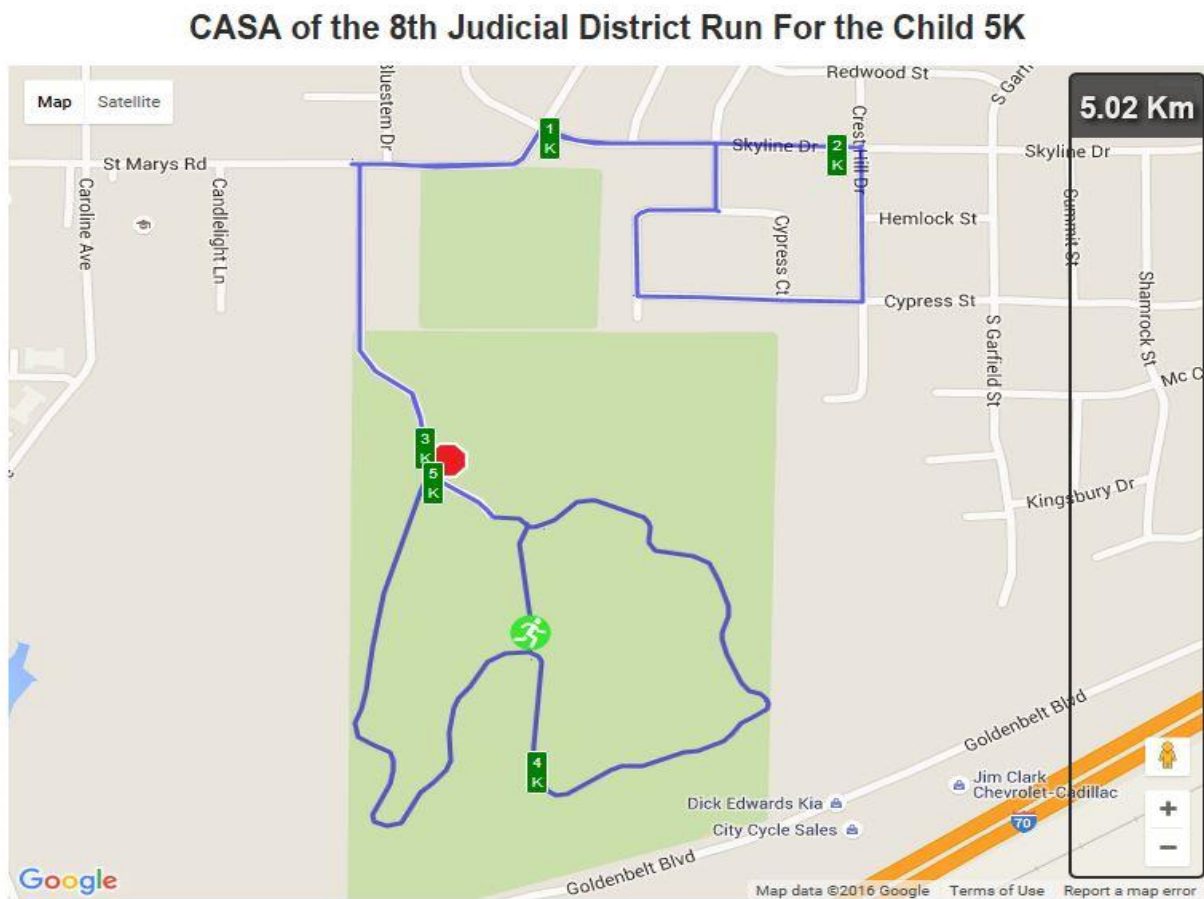 CASA of the 8th Judicial District Run For the Child 5K
Map Satellite
Bluestem Dr
Redwood St
5.02 Km
1
K
Crest Hill Dr
St Marys Rd
Skyline Dr
2
K
Skyline Dr
Caroline Ave
Candlelight Ln
Cypress Ct
Hemlock St
Summit St
Cypress St
Shamrock St
S Garfield St
3
K
5
K
Kingsbury Dr
Goldenbelt Blvd
4
K
Jim Clark
Chevrolet-Cadillac
Dick Edwards Kia
70
City Cycle Sales
+
−
Goldenbelt Blvd
Google
Map data ©2016 Google Terms of Use Report a map error